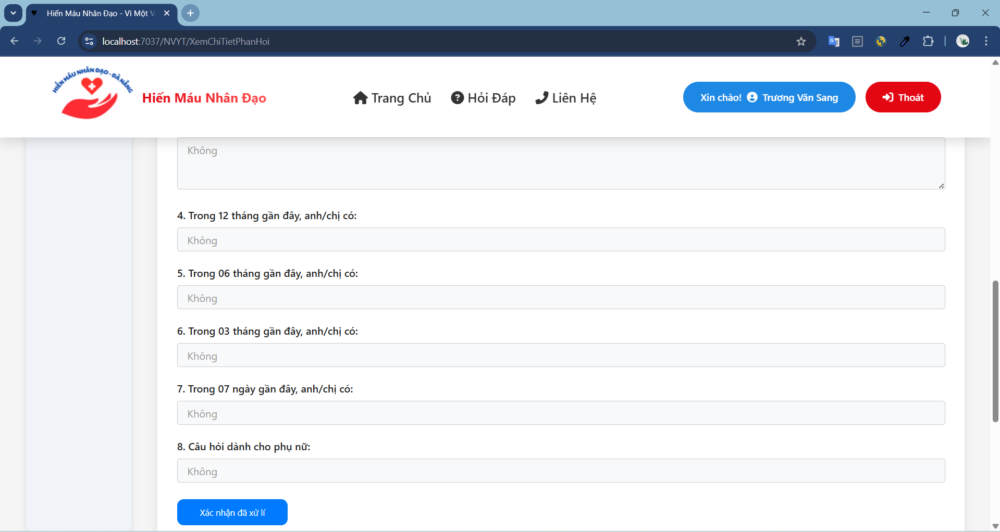 Hiến Máu Nhân Đạo - Vì Một V
localhost:7037/NVYT/XemChiTietPhanHoi
HIẾN MÁU NHÂN ĐẠO - ĐÀ NẴNG
Hiến Máu Nhân Đạo
Trang Chủ
Hỏi Đáp
Liên Hệ
Xin chào! Trương Văn Sang
Thoát
Không
4. Trong 12 tháng gần đây, anh/chị có:
Không
5. Trong 06 tháng gần đây, anh/chị có:
Không
6. Trong 03 tháng gần đây, anh/chị có:
Không
7. Trong 07 ngày gần đây, anh/chị có:
Không
8. Câu hỏi dành cho phụ nữ:
Không
Xác nhận đã xử lí